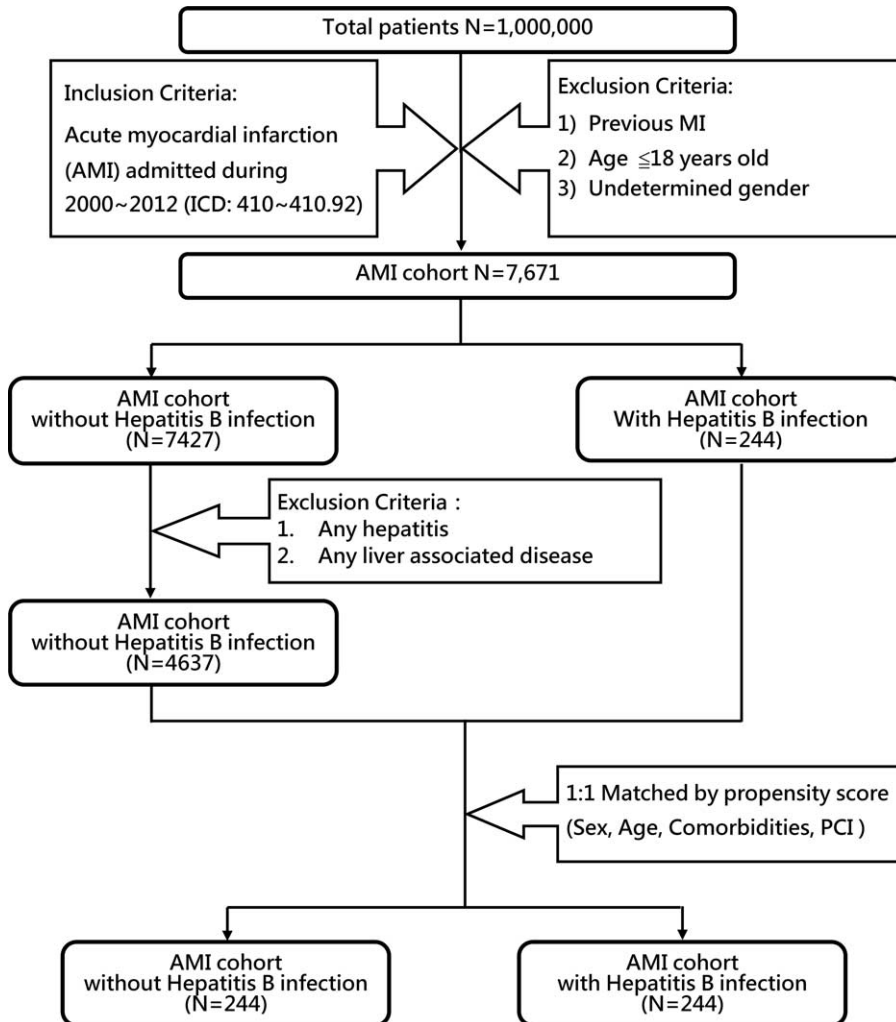 Total patients N=1,000,000
Inclusion Criteria:
Acute myocardial infarction
(AMI) admitted during
2000~2012 (ICD: 410~410.92)
Exclusion Criteria:
1) Previous MI
2) Age ≦18 years old
3) Undetermined gender
AMI cohort N=7,671
AMI cohort
without Hepatitis B infection
(N=7427)
AMI cohort
With Hepatitis B infection
(N=244)
Exclusion Criteria :
1. Any hepatitis
2. Any liver associated disease
AMI cohort
without Hepatitis B infection
(N=4637)
1:1 Matched by propensity score
(Sex, Age, Comorbidities, PCI )
AMI cohort
without Hepatitis B infection
(N=244)
AMI cohort
with Hepatitis B infection
(N=244)